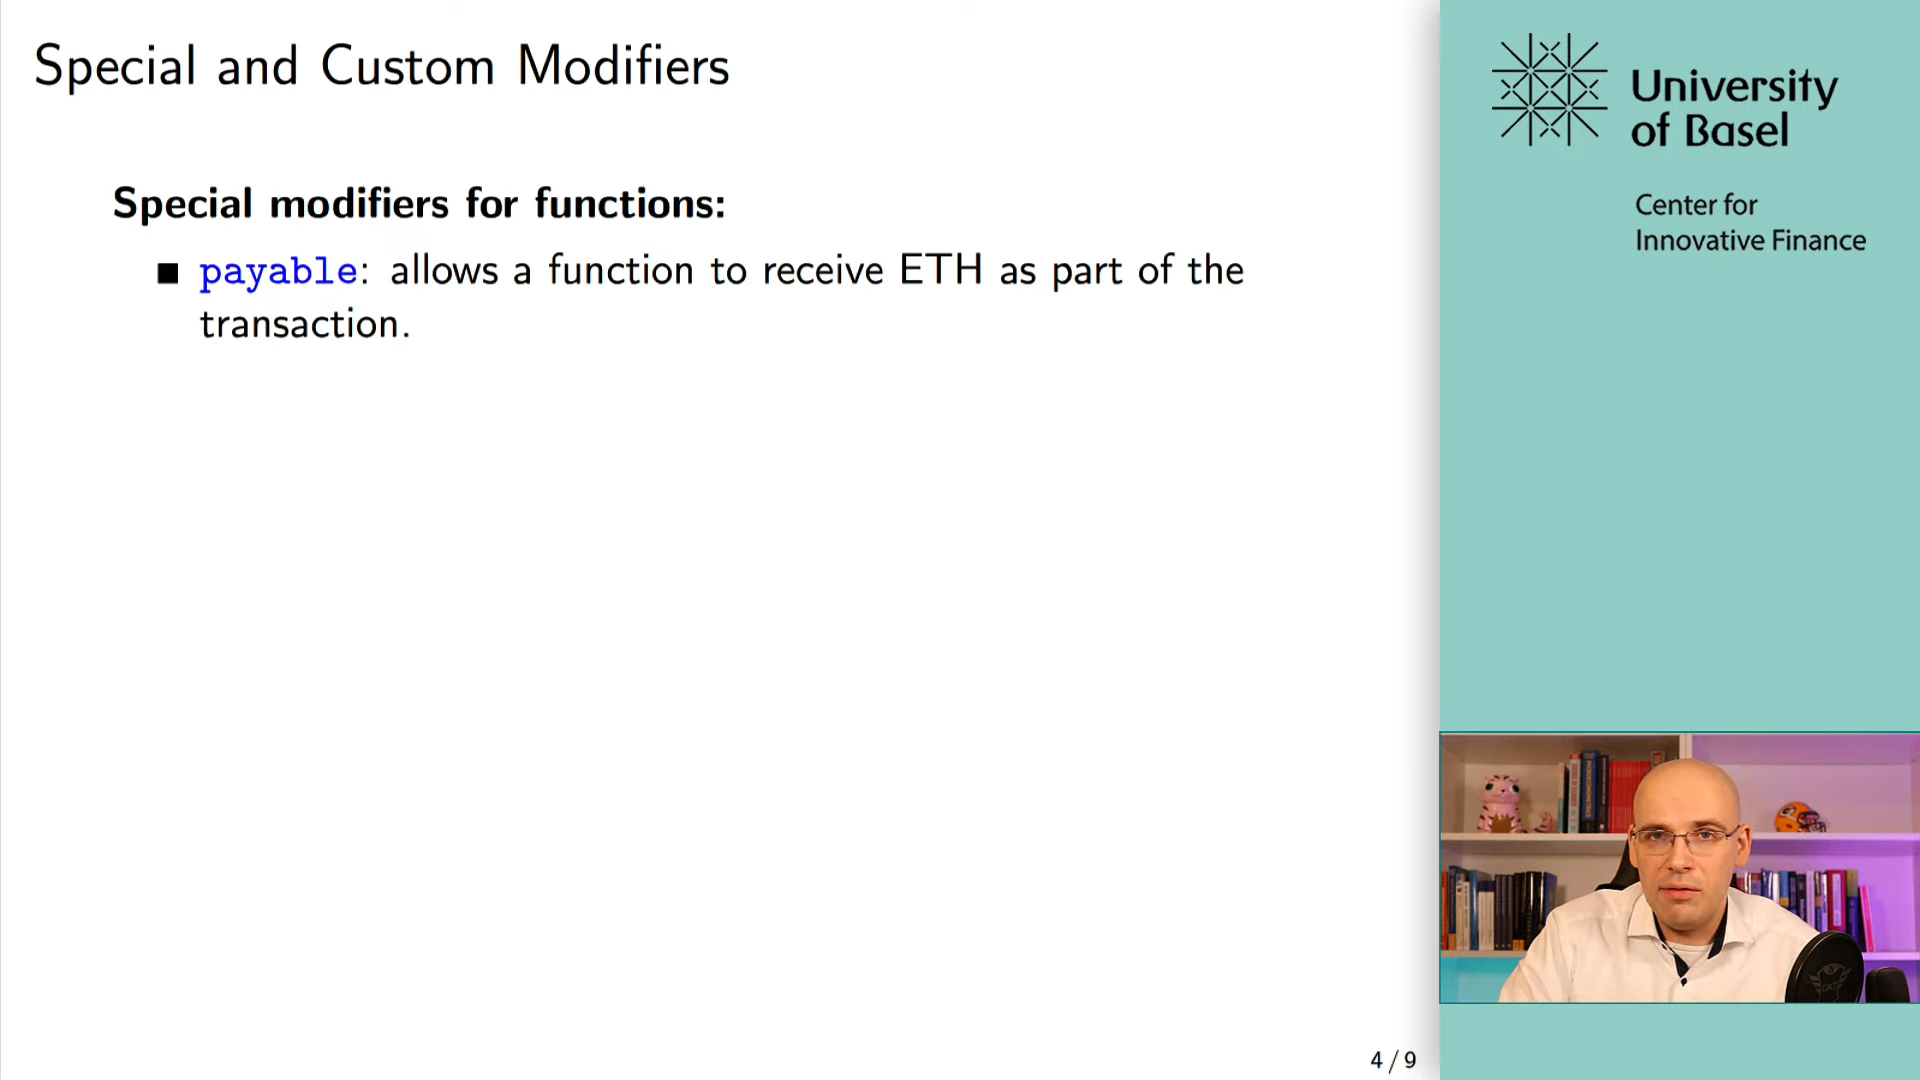 Special and Custom Modifiers
Special modifiers for functions:
■ payable: allows a function to receive ETH as part of the
transaction.
4 / 9
University
of Basel
Center for
Innovative Finance